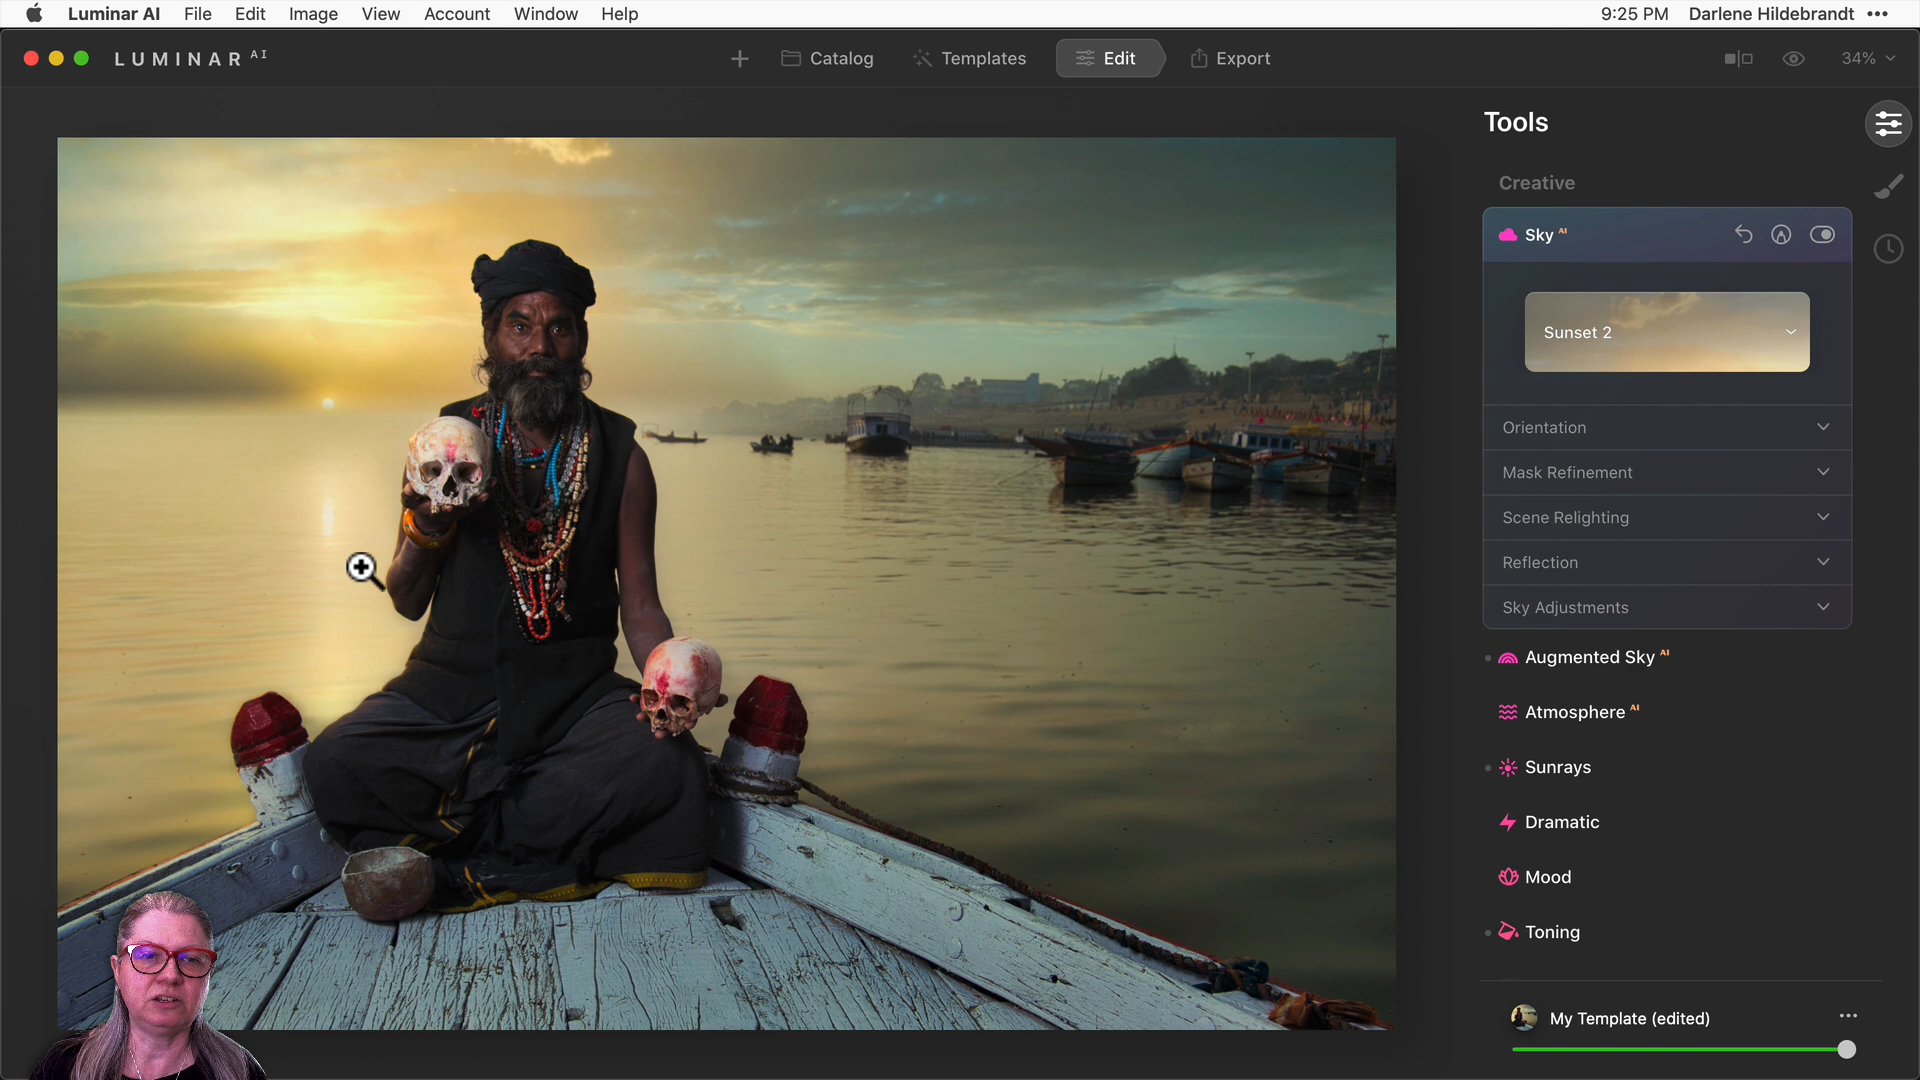 Luminar AI File Edit Image View Account Window Help 9:25 PM Darlene Hildebrandt
LUMINAR AI Catalog Templates Edit Export 34%
Tools
Creative
Sky AI
Sunset 2
Orientation
Mask Refinement
Scene Relighting
Reflection
Sky Adjustments
Augmented Sky AI
Atmosphere AI
Sunrays
Dramatic
Mood
Toning
My Template (edited)